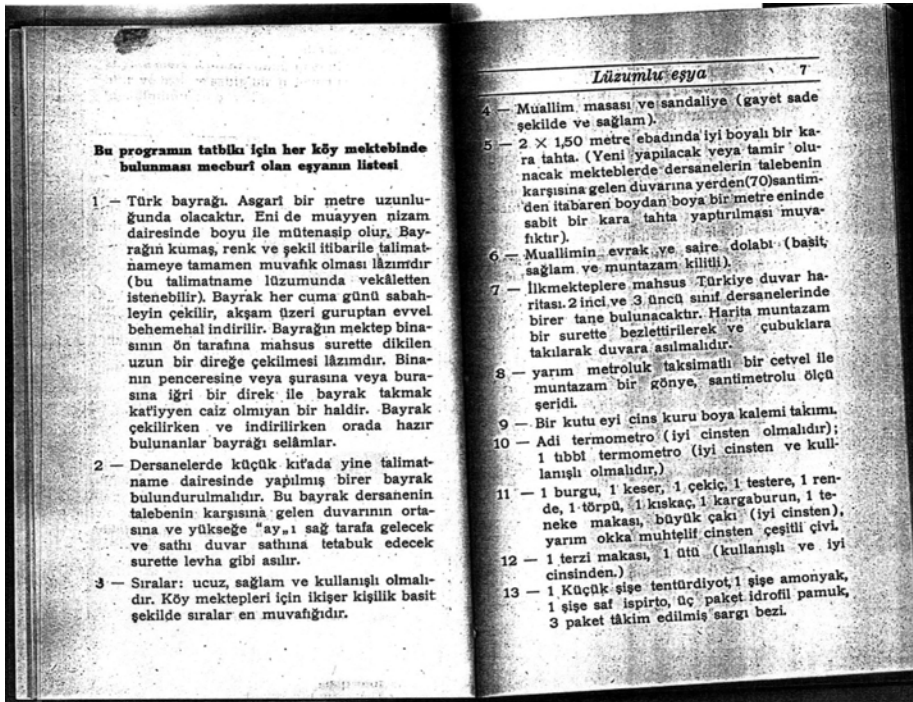 Bu programın tatbikı için her köy mektebinde
bulunması mecburî olan eşyanın listesi
1 — Türk bayrağı. Asgarî bir metre uzunlu-
ğunda olacaktır. Eni de muayyen nizam
dairesinde boyu ile mütenasip olur. Bay-
rağın kumaş, renk ve şekil itibarile talimat-
nameye tamamen muvafık olması lâzımdır
(bu talimatname lüzumunda vekâletten
istenebilir). Bayrak her cuma günü sabah-
leyin çekilir, akşam üzeri guruptan evvel
behemehal indirilir. Bayrağın mektep bina-
sının ön tarafına mahsus surette dikilen
uzun bir direğe çekilmesi lâzımdır. Bina-
nın penceresine veya şurasına veya bura-
sına iğri bir direk ile bayrak takmak
kat'iyyen caiz olmıyan bir haldir. Bayrak
çekilirken ve indirilirken orada hazır
bulunanlar bayrağı selâmlar.
2 — Dersanelerde küçük kıt'ada yine talimat-
name dairesinde yapılmış birer bayrak
bulundurulmalıdır. Bu bayrak dersanenin
talebenin karşısına gelen duvarının orta-
sına ve yükseğe "ay„ı sağ tarafa gelecek
ve sathı duvar sathına tetabuk edecek
surette levha gibi asılır.
3 — Sıralar: ucuz, sağlam ve kullanışlı olmalı-
dır. Köy mektepleri için ikişer kişilik basit
şekilde sıralar en muvafığıdır.
Lüzumlu eşya 7
4 — Muallim masası ve sandaliye (gayet sade
şekilde ve sağlam).
5 — 2 × 1,50 metre ebadında iyi boyalı bir ka-
ra tahta. (Yeni yapılacak veya tamir olu-
nacak mekteblerde dersanelerin talebenin
karşısına gelen duvarına yerden(70)santim-
den itabaren boydan boya bir metre eninde
sabit bir kara tahta yaptırılması muva-
fıktır).
6 — Muallimin evrak ve saire dolabı (basit,
sağlam ve muntazam kilitli).
7 — İlkmekteplere mahsus Türkiye duvar ha-
ritası. 2 inci ve 3 üncü sınıf dersanelerinde
birer tane bulunacaktır. Harita muntazam
bir surette bezlettirilerek ve çubuklara
takılarak duvara asılmalıdır.
8 — yarım metroluk taksimatlı bir cetvel ile
muntazam bir gönye, santimetrolu ölçü
şeridi.
9 — Bir kutu eyi cins kuru boya kalemi takımı.
10 — Adi termometro (iyi cinsten olmalıdır);
1 tıbbî termometro (iyi cinsten ve kull-
lanışlı olmalıdır,)
11 — 1 burgu, 1 keser, 1 çekiç, 1 testere, 1 ren-
de, 1 törpü, 1 kıskaç, 1 kargaburun, 1 te-
neke makası, büyük çakı (iyi cinsten),
yarım okka muhtelif cinsten çeşitli çivi.
12 — 1 terzi makası, 1 ütü (kullanışlı ve iyi
cinsinden.)
13 — 1 Küçük şişe tentürdiyot, 1 şişe amonyak,
1 şişe saf ispirto, üç paket idrofil pamuk,
3 paket tâkim edilmiş sargı bezi.